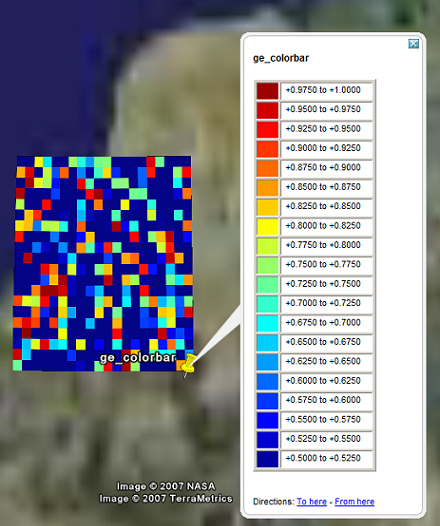 ge_colorbar
+0.9750 to +1.0000
+0.9500 to +0.9750
+0.9250 to +0.9500
+0.9000 to +0.9250
+0.8750 to +0.9000
+0.8500 to +0.8750
+0.8250 to +0.8500
+0.8000 to +0.8250
+0.7750 to +0.8000
+0.7500 to +0.7750
+0.7250 to +0.7500
+0.7000 to +0.7250
+0.6750 to +0.7000
+0.6500 to +0.6750
+0.6250 to +0.6500
+0.6000 to +0.6250
+0.5750 to +0.6000
+0.5500 to +0.5750
+0.5250 to +0.5500
+0.5000 to +0.5250
Directions: To here - From here
ge_colorbar
Image © 2007 NASA
Image © 2007 TerraMetrics